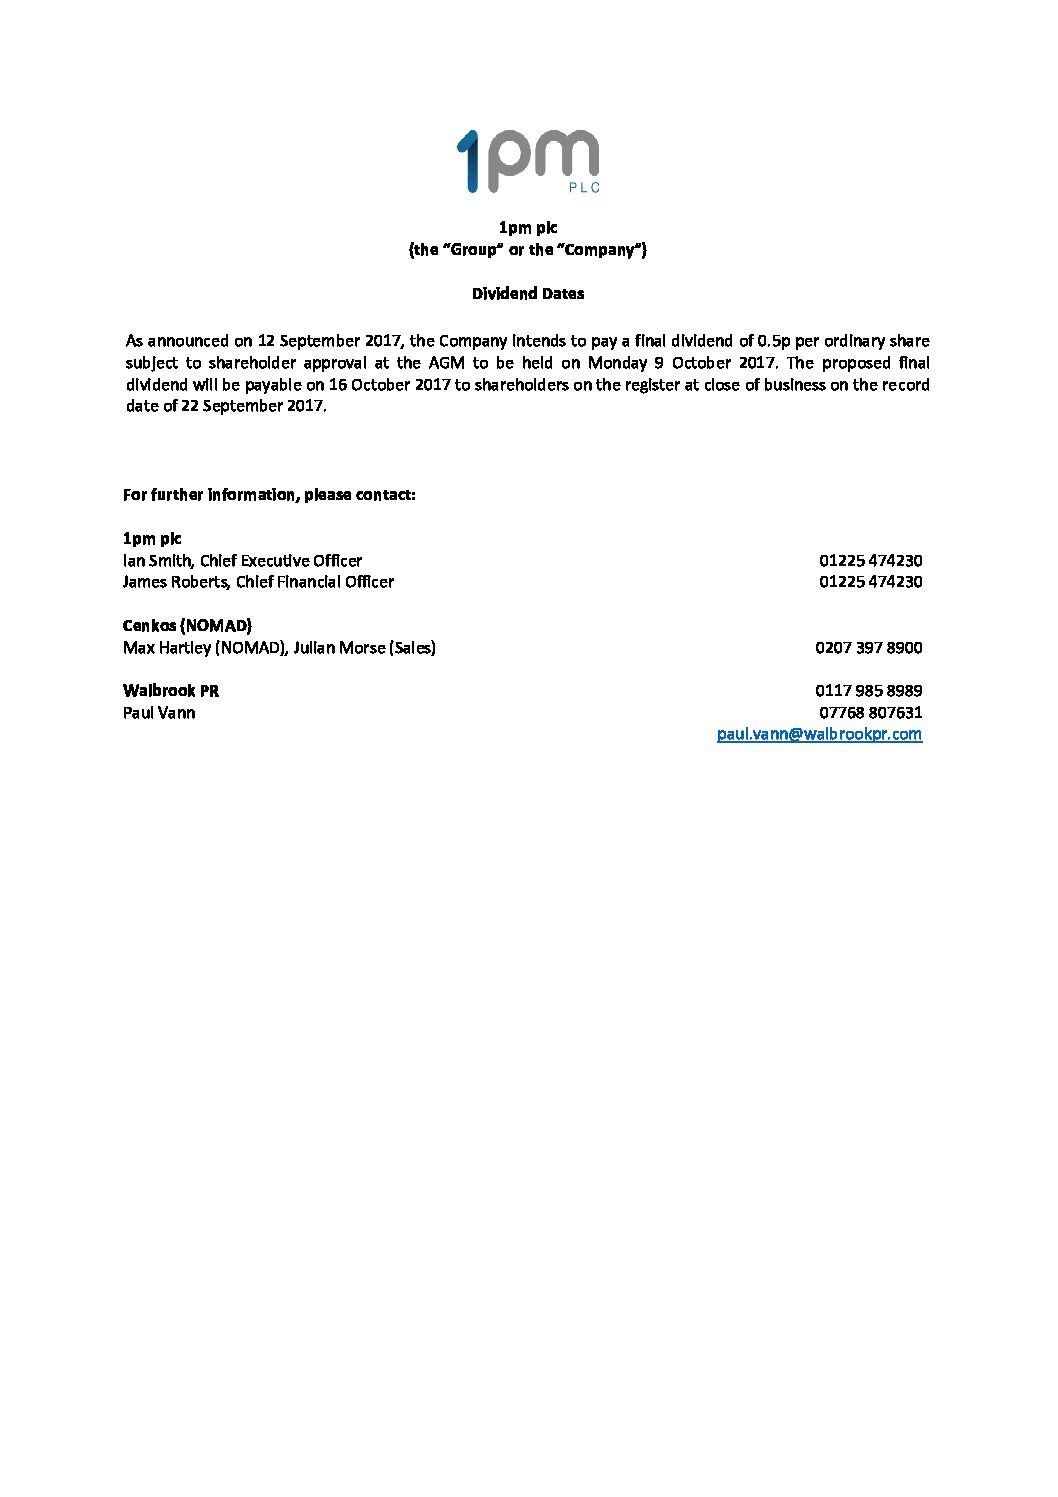 1pm
PLC
1pm plc
(the “Group” or the “Company”)
Dividend Dates
As announced on 12 September 2017, the Company intends to pay a final dividend of 0.5p per ordinary share
subject to shareholder approval at the AGM to be held on Monday 9 October 2017. The proposed final
dividend will be payable on 16 October 2017 to shareholders on the register at close of business on the record
date of 22 September 2017.
For further information, please contact:
1pm plc
Ian Smith, Chief Executive Officer 01225 474230
James Roberts, Chief Financial Officer 01225 474230
Cenkos (NOMAD)
Max Hartley (NOMAD), Julian Morse (Sales) 0207 397 8900
Walbrook PR 0117 985 8989
Paul Vann 07768 807631
paul.vann@walbrookpr.com